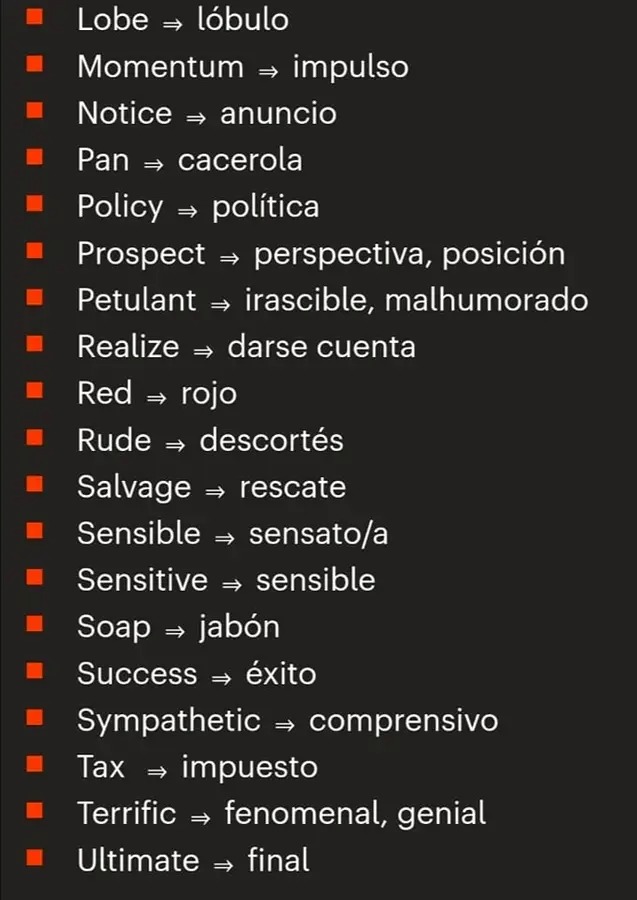 Lobe ⇒ lóbulo
Momentum ⇒ impulso
Notice ⇒ anuncio
Pan ⇒ cacerola
Policy ⇒ política
Prospect ⇒ perspectiva, posición
Petulant ⇒ irascible, malhumorado
Realize ⇒ darse cuenta
Red ⇒ rojo
Rude ⇒ descortés
Salvage ⇒ rescate
Sensible ⇒ sensato/a
Sensitive ⇒ sensible
Soap ⇒ jabón
Success ⇒ éxito
Sympathetic ⇒ comprensivo
Tax ⇒ impuesto
Terrific ⇒ fenomenal, genial
Ultimate ⇒ final